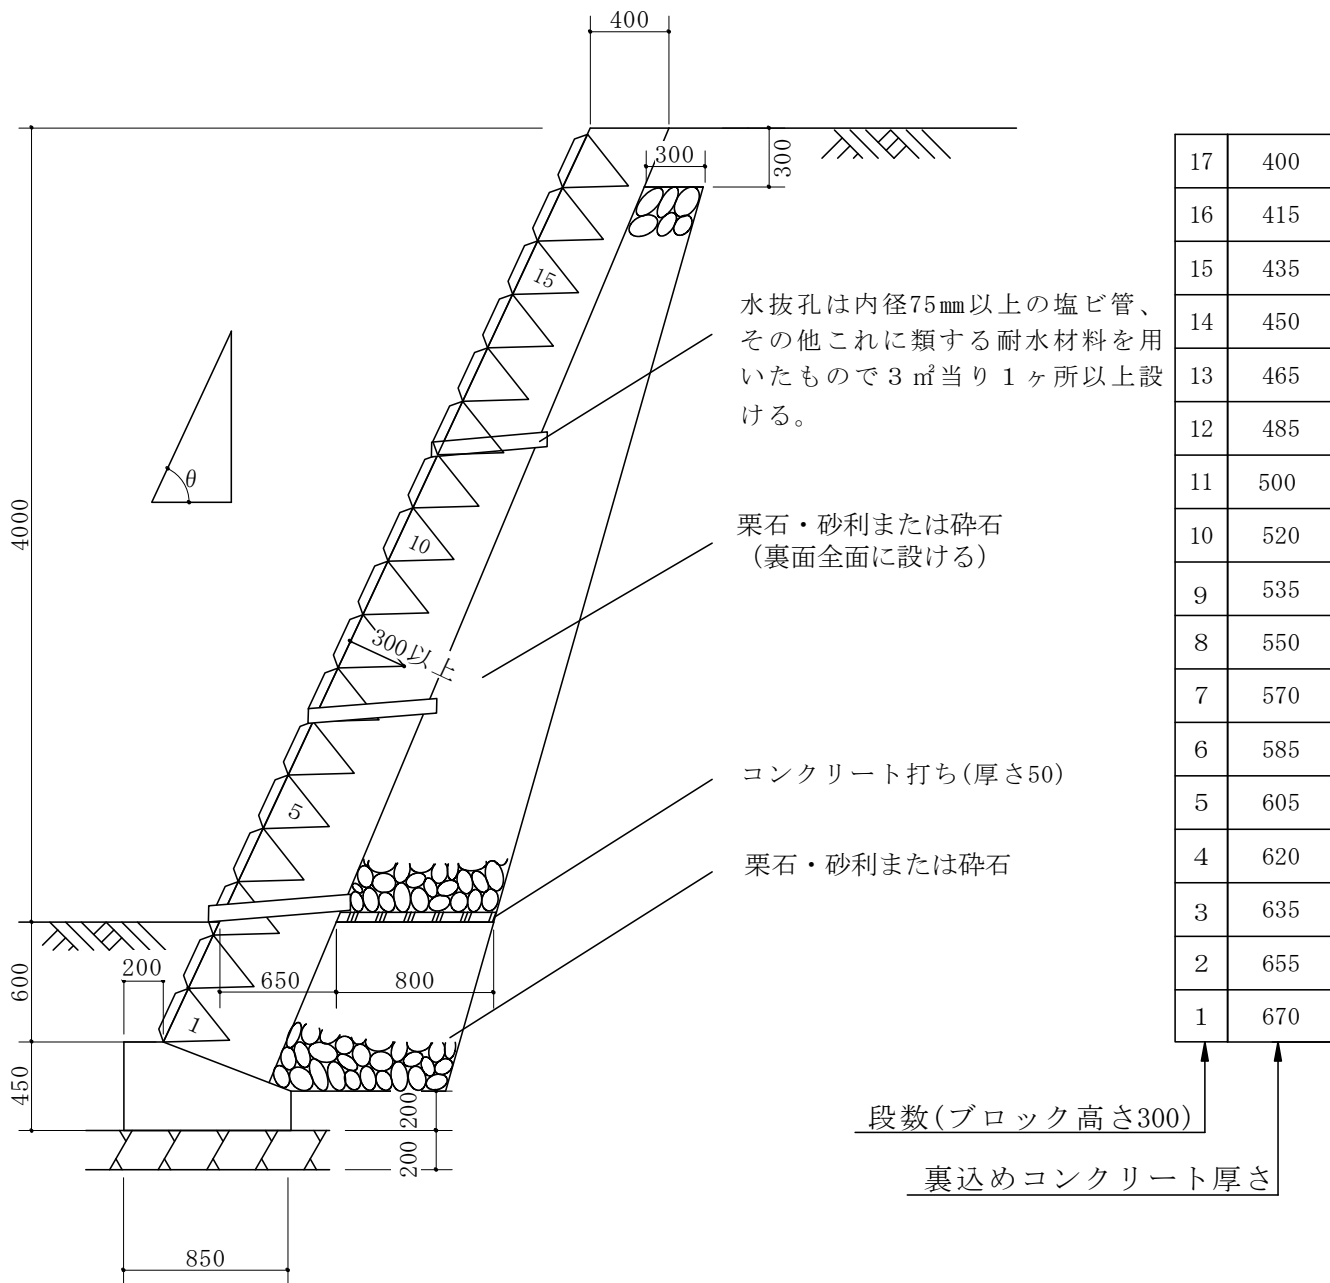 400
300
300
15
水抜孔は内径75㎜以上の塩ビ管、
その他これに類する耐水材料を用
いたもので３㎡当り１ヶ所以上設
ける。
θ
4000
10
栗石・砂利または砕石
(裏面全面に設ける)
300以上
コンクリート打ち(厚さ50)
5
栗石・砂利または砕石
600
200
650
800
1
450
200
200
850
17 400
16 415
15 435
14 450
13 465
12 485
11 500
10 520
9 535
8 550
7 570
6 585
5 605
4 620
3 635
2 655
1 670
段数(ブロック高さ300)
裏込めコンクリート厚さ